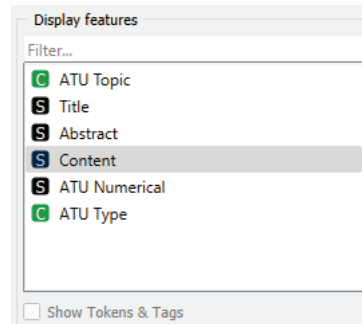 Display features
Filter...
C ATU Topic
S Title
S Abstract
S Content
S ATU Numerical
C ATU Type
Show Tokens & Tags